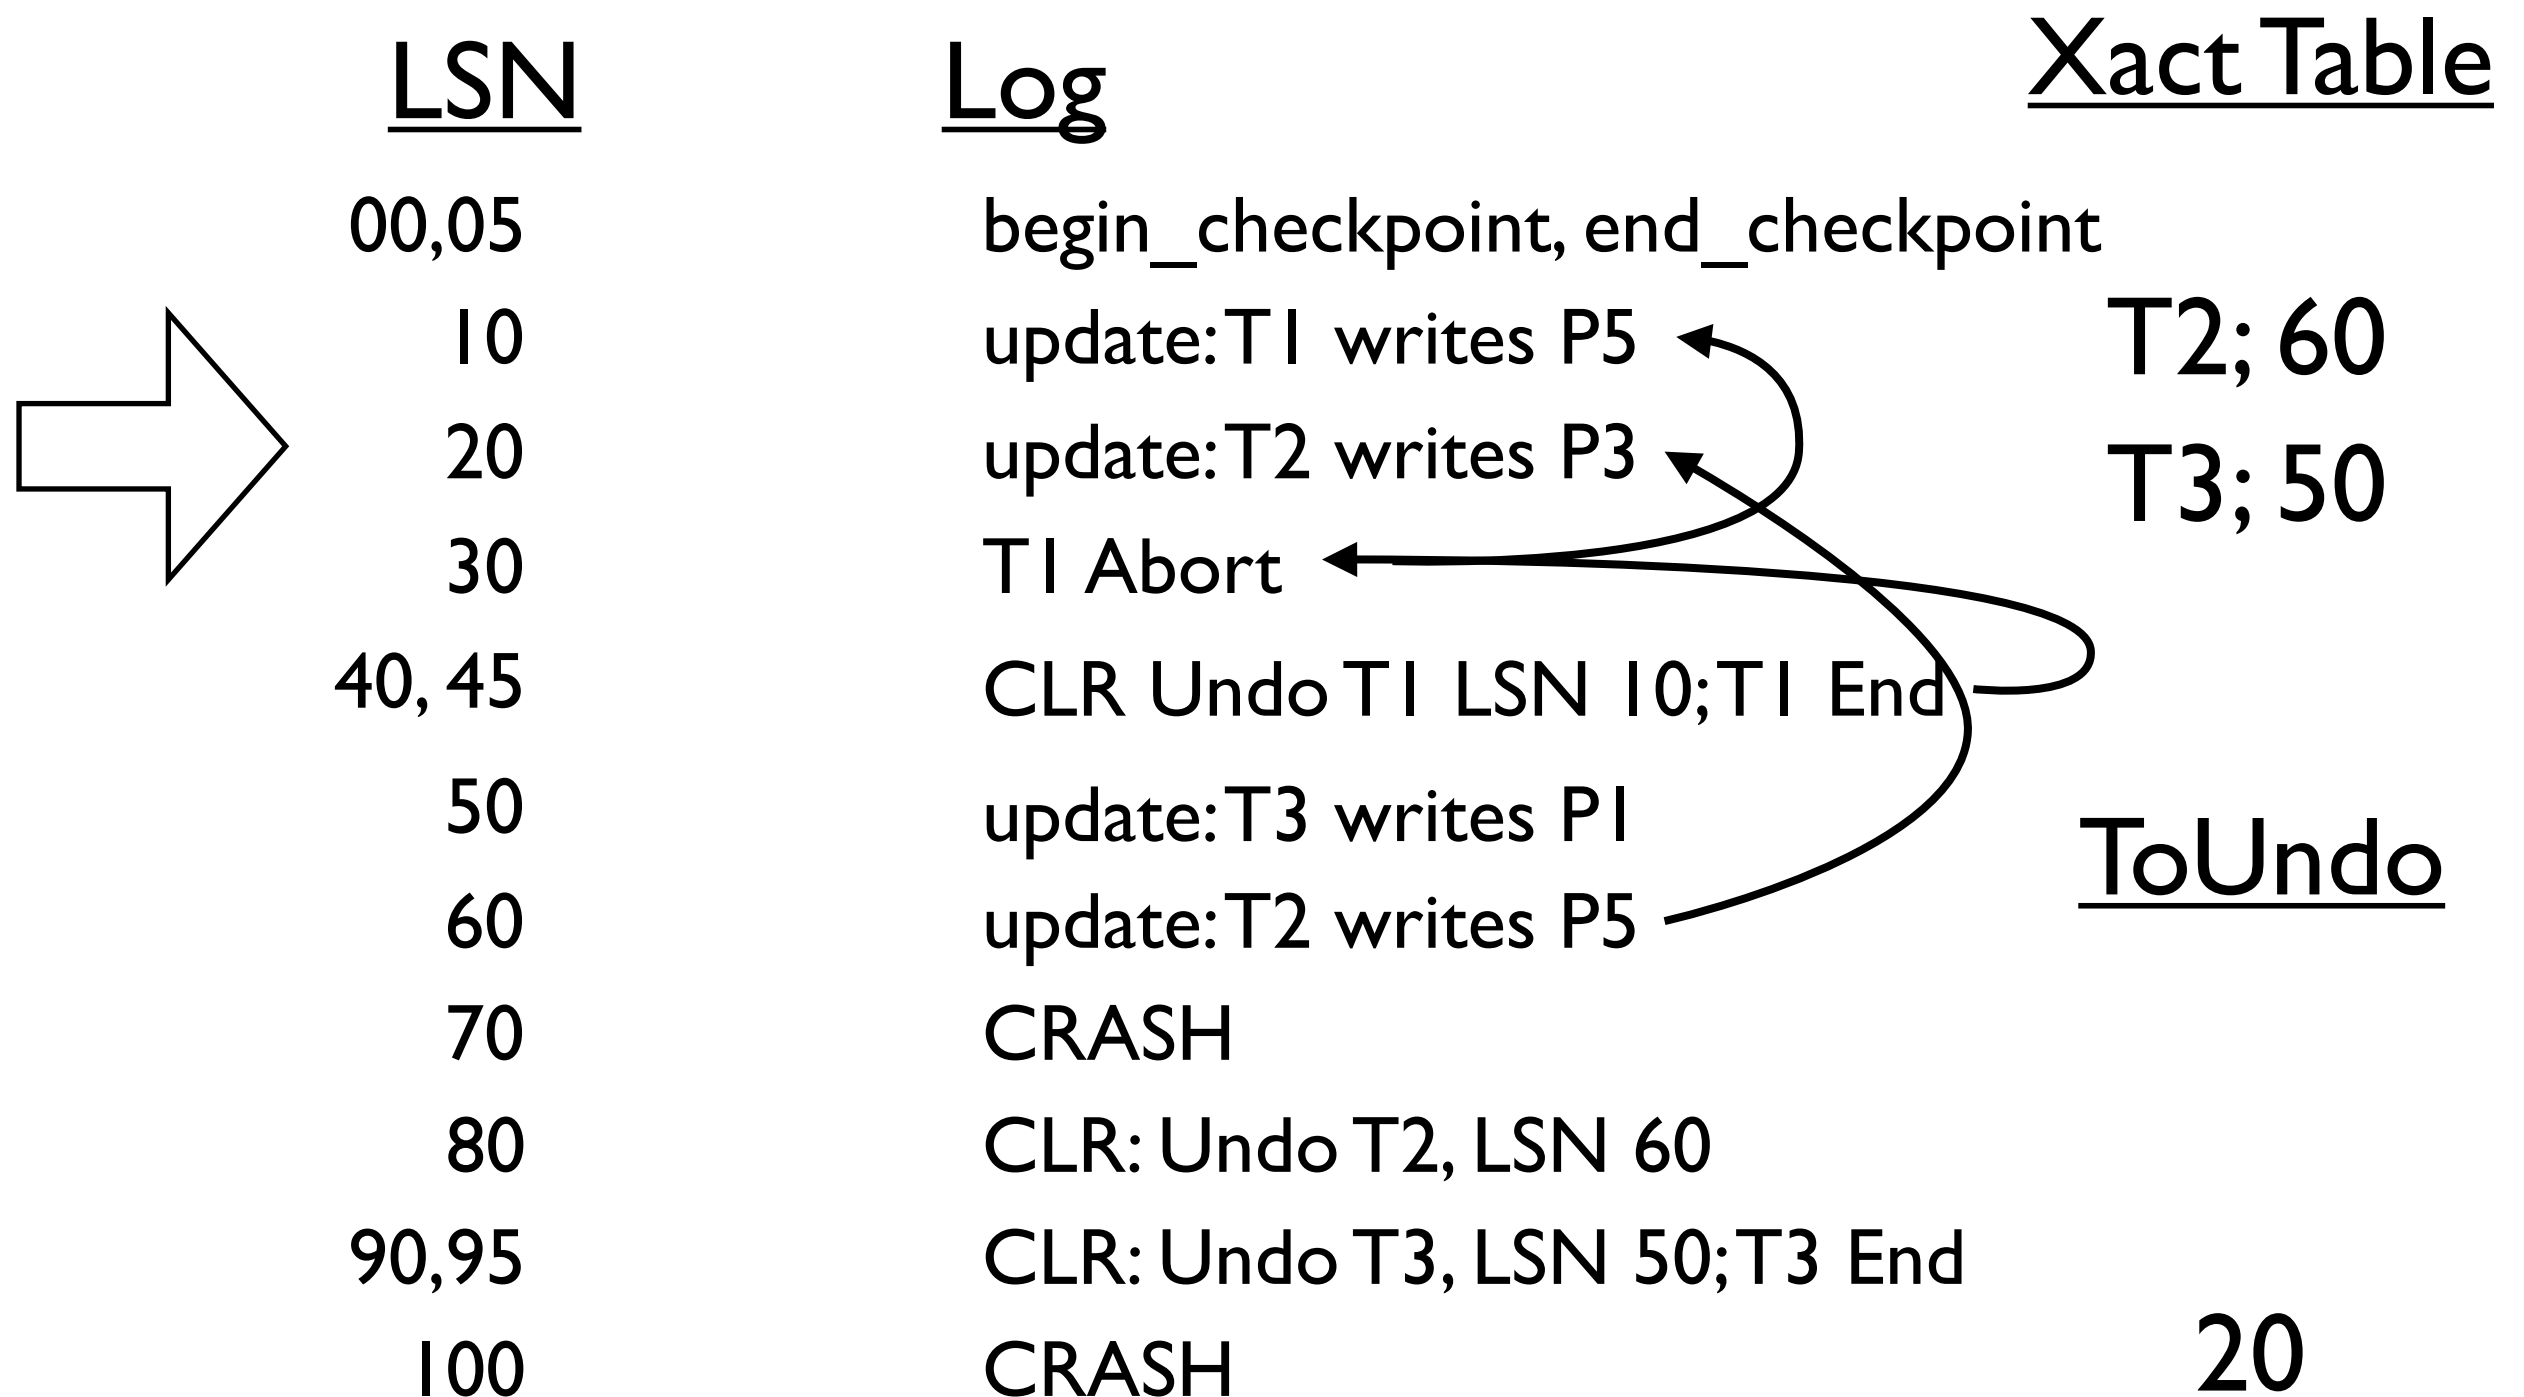 LSN Log Xact Table
00,05 begin_checkpoint, end_checkpoint
10 update: T1 writes P5 T2; 60
20 update: T2 writes P3 T3; 50
30 T1 Abort
40, 45 CLR Undo T1 LSN 10; T1 End
50 update: T3 writes P1
ToUndo
60 update: T2 writes P5
70 CRASH
80 CLR: Undo T2, LSN 60
90,95 CLR: Undo T3, LSN 50; T3 End
100 CRASH 20